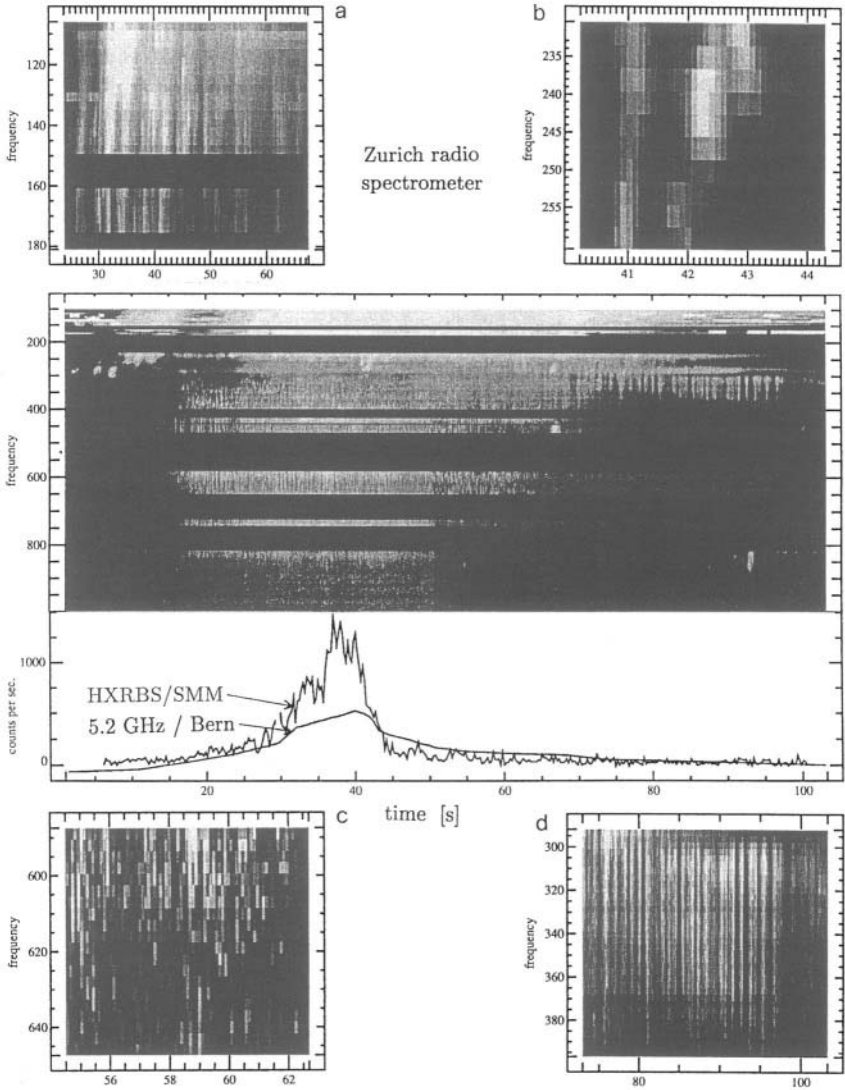 a
b
frequency
120
140
160
180
30 40 50 60
Zurich radio
spectrometer
frequency
235
240
245
250
255
41 42 43 44
frequency
200
400
600
800
counts per sec.
1000
0
HXRBS/SMM
5.2 GHz / Bern
20 40 60 80 100
time [s]
c
d
frequency
600
620
640
56 58 60 62
frequency
300
320
340
360
380
80 100